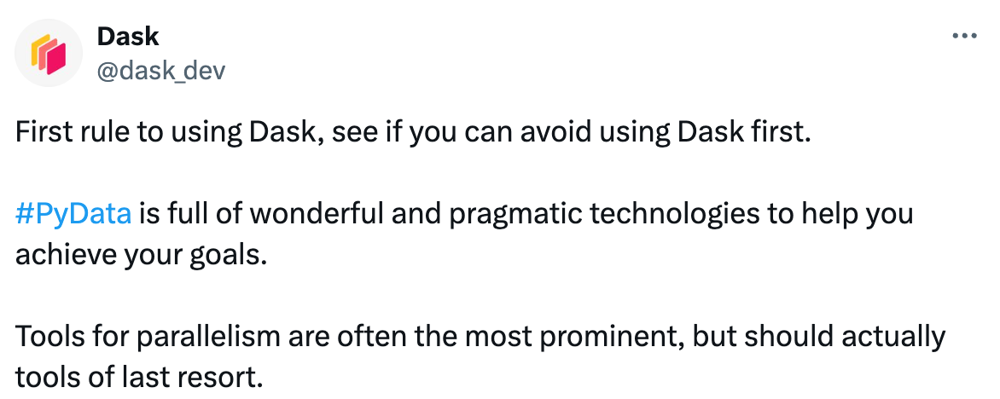 Dask
@dask_dev
First rule to using Dask, see if you can avoid using Dask first.
#PyData is full of wonderful and pragmatic technologies to help you
achieve your goals.
Tools for parallelism are often the most prominent, but should actually
tools of last resort.